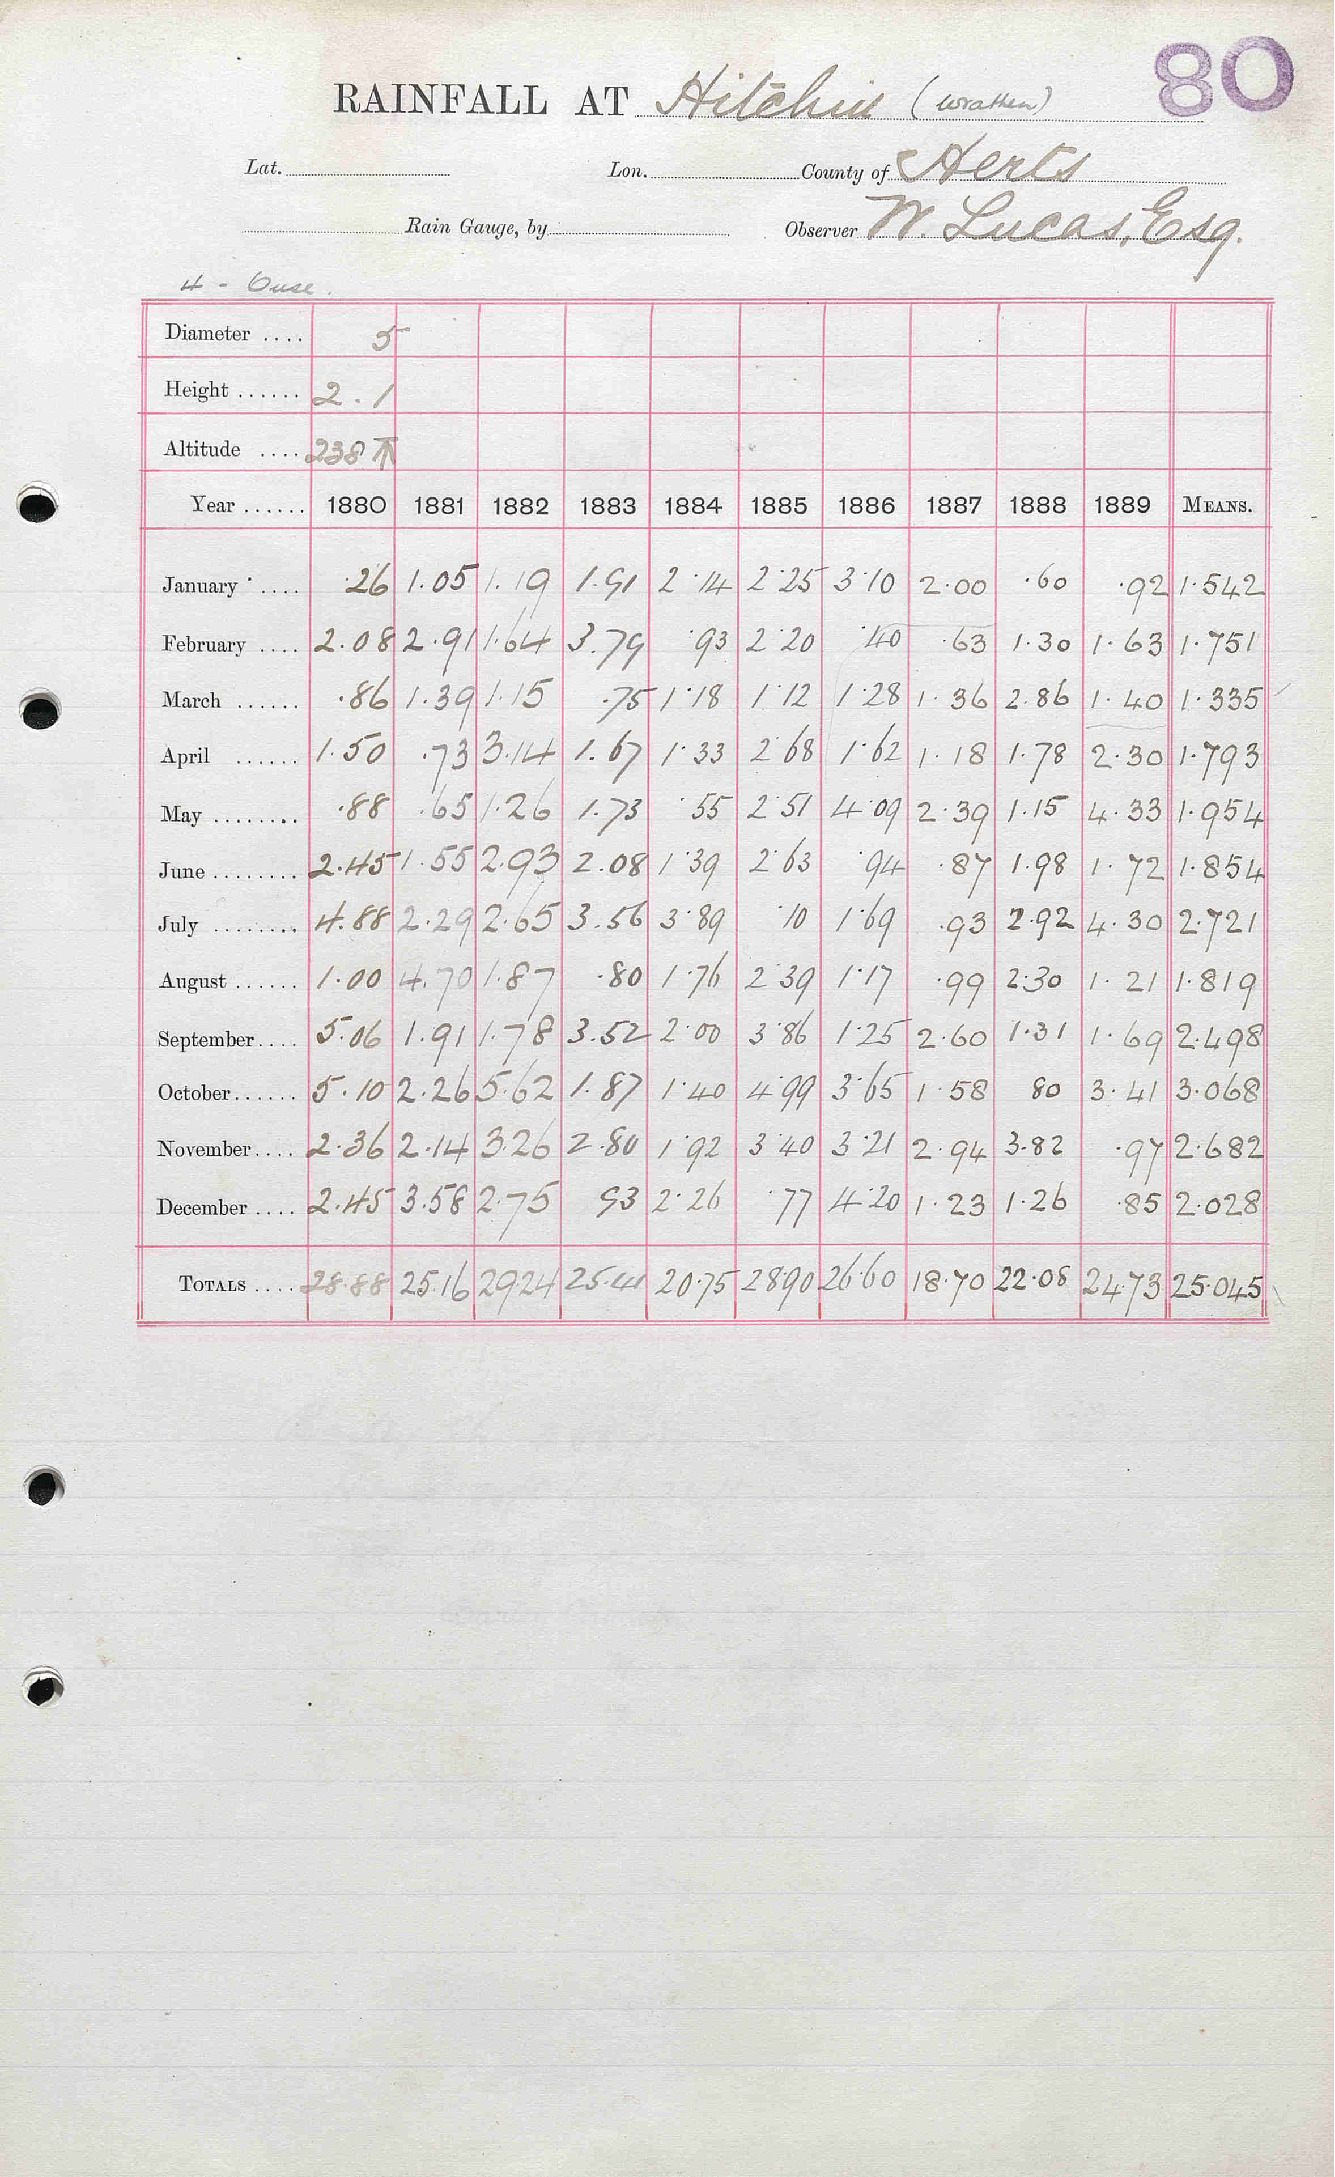 80
RAINFALL AT Hitchin (Wratten)
Lat. Lon. County of Herts
Rain Gauge, by Observer W. Lucas, Esq.
4 - Ouse.
Diameter .... 5
Height ...... 2.1
Altitude .... 238
Year ...... 1880 1881 1882 1883 1884 1885 1886 1887 1888 1889 MEANS.
January .... .26 1.05 1.19 1.91 2.14 2.25 3.10 2.00 .60 .92 1.542
February .... 2.08 2.91 1.64 3.79 .93 2.20 .40 .63 1.30 1.63 1.751
March ...... .86 1.39 1.15 .75 1.18 1.12 1.28 1.36 2.86 1.40 1.335
April ...... 1.50 .73 3.14 1.67 1.33 2.68 1.62 1.18 1.78 2.30 1.793
May ........ .88 .65 1.26 1.73 .55 2.51 4.09 2.39 1.15 4.33 1.954
June ........ 2.45 1.55 2.93 2.08 1.39 2.63 .94 .87 1.98 1.72 1.854
July ........ 4.88 2.29 2.65 3.56 3.89 .10 1.69 .93 2.92 4.30 2.721
August ...... 1.00 4.70 1.87 .80 1.76 2.39 1.17 .99 2.30 1.21 1.819
September.... 5.06 1.91 1.78 3.52 2.00 3.86 1.25 2.60 1.31 1.69 2.498
October...... 5.10 2.26 5.62 1.87 1.40 4.99 3.65 1.58 80 3.41 3.068
November.... 2.36 2.14 3.26 2.80 1.92 3.40 3.21 2.94 3.82 .97 2.682
December .... 2.45 3.58 2.75 93 2.26 .77 4.20 1.23 1.26 .85 2.028
TOTALS .... 28.88 25.16 29.24 25.41 20.75 28.90 26.60 18.70 22.08 24.73 25.045